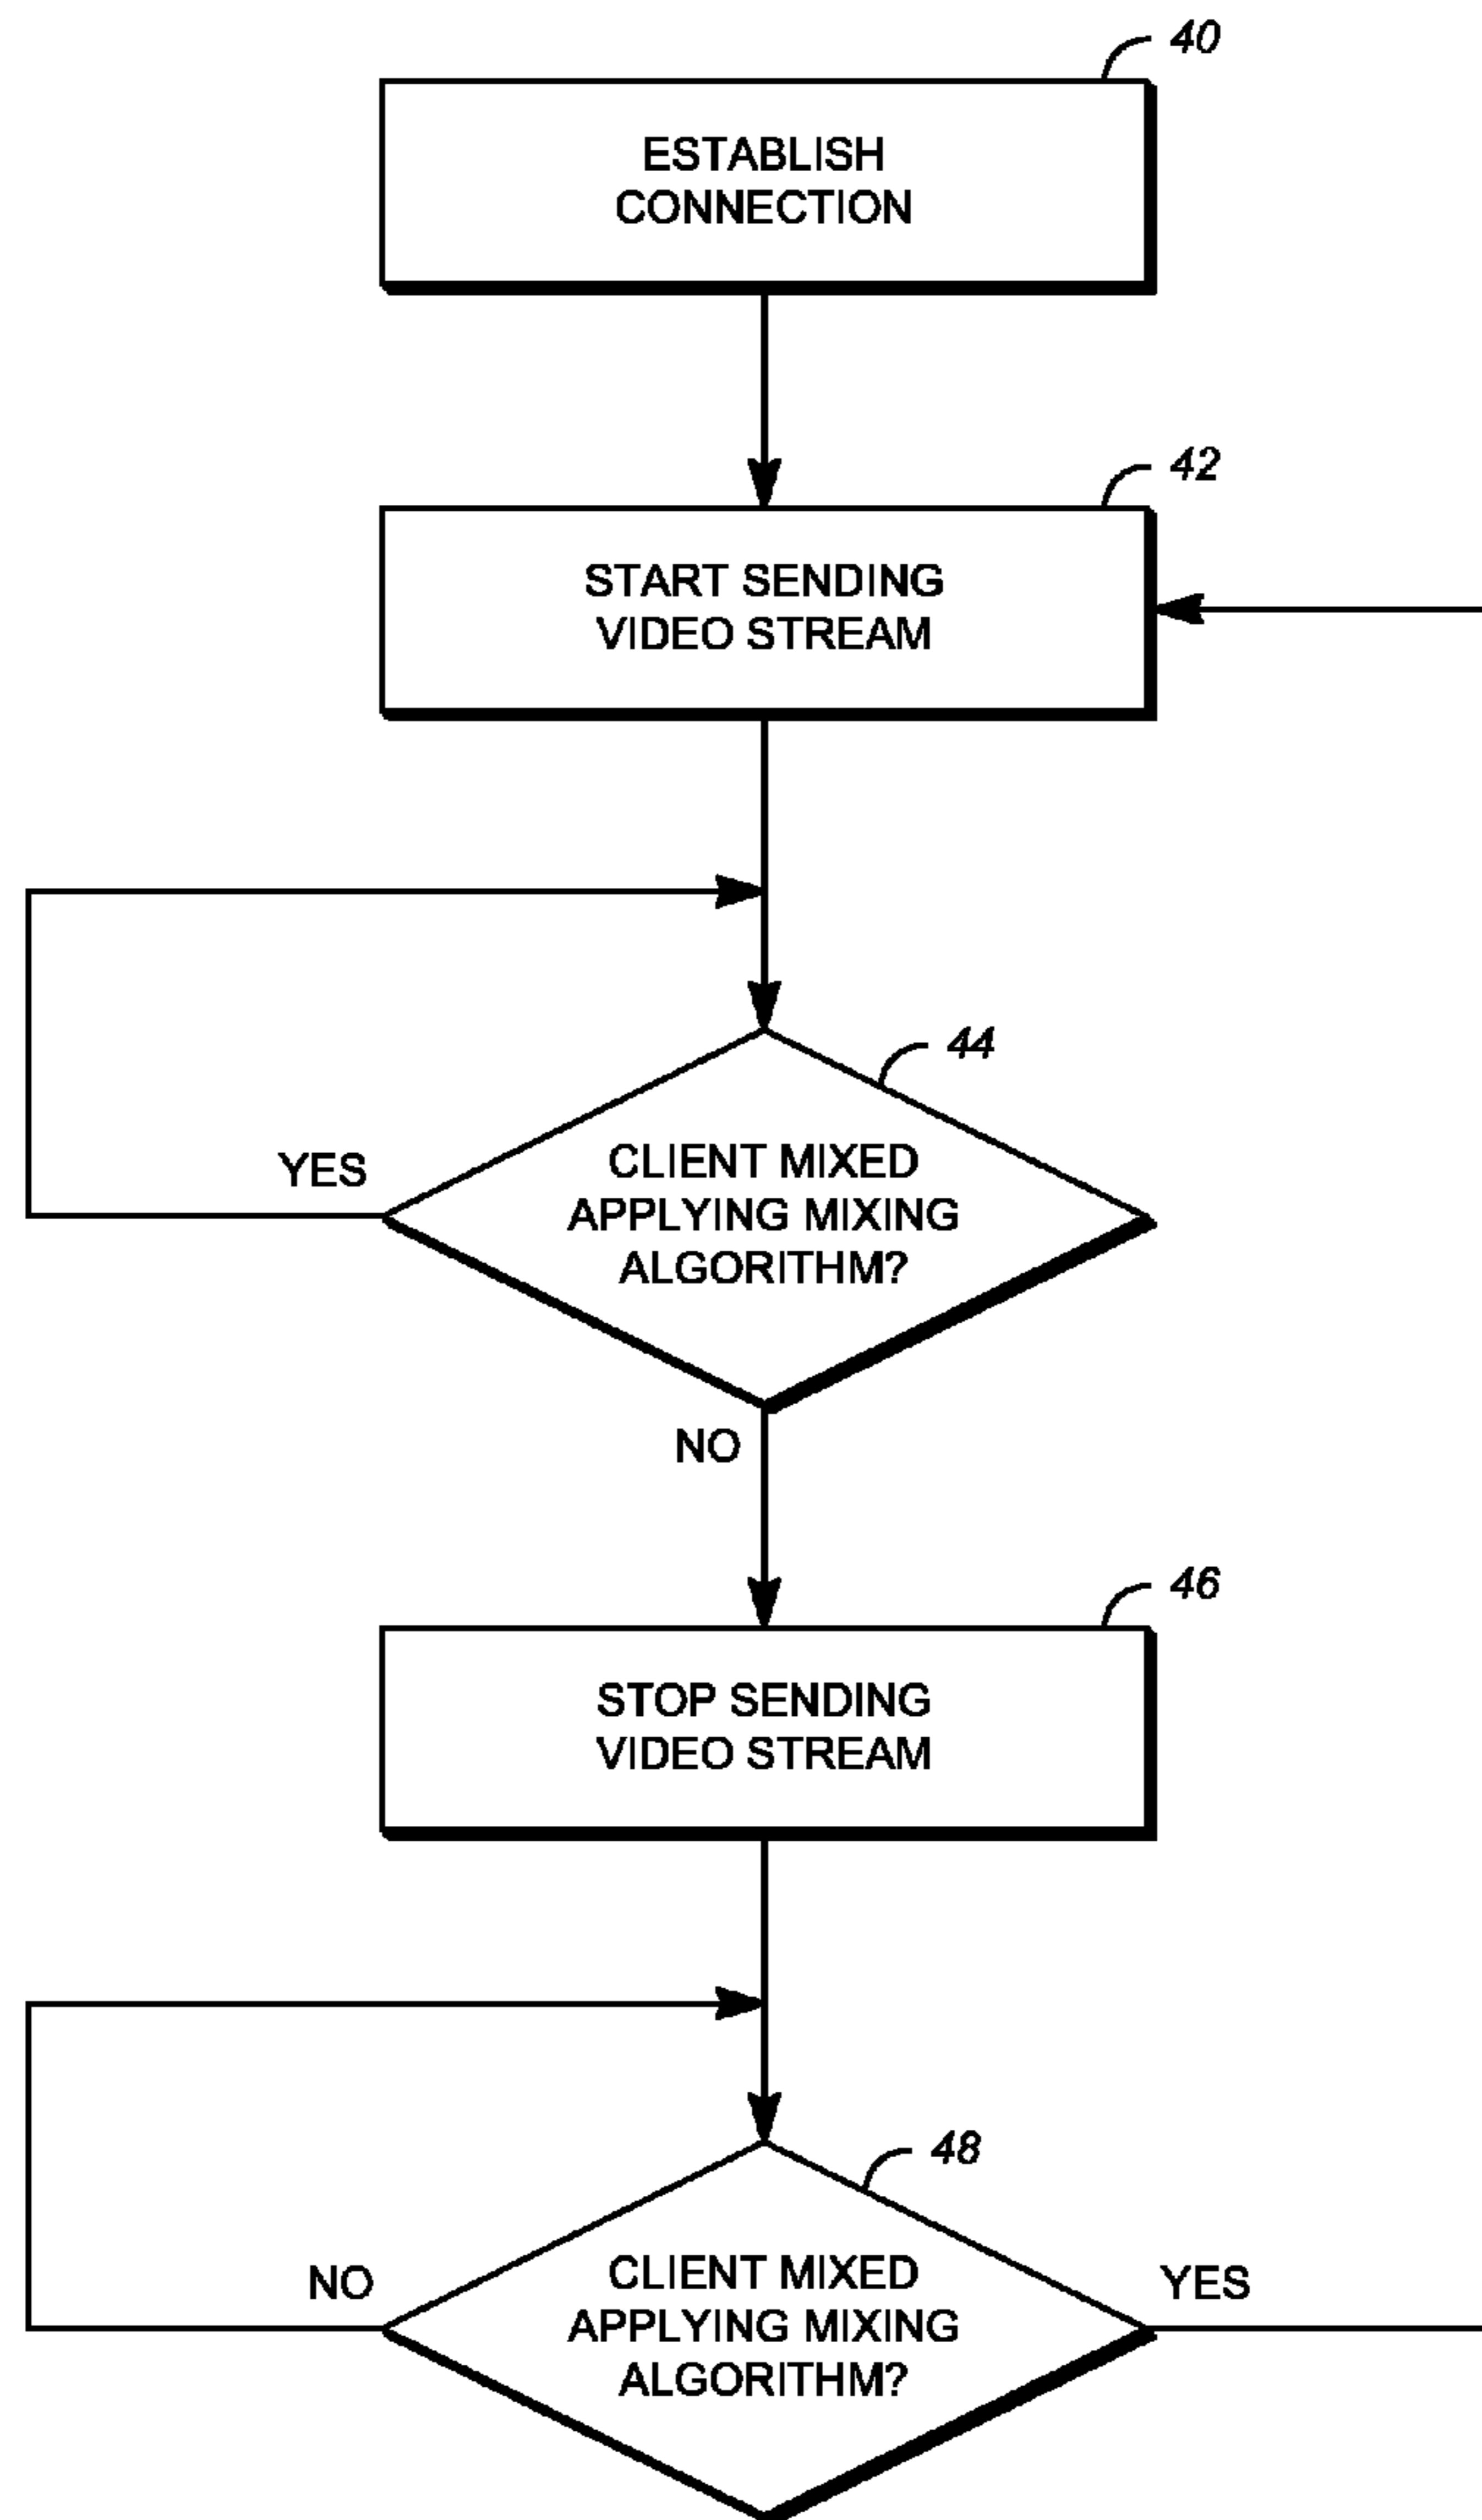 40
ESTABLISH
CONNECTION
42
START SENDING
VIDEO STREAM
44
YES
CLIENT MIXED
APPLYING MIXING
ALGORITHM?
NO
46
STOP SENDING
VIDEO STREAM
48
NO
CLIENT MIXED
APPLYING MIXING
ALGORITHM?
YES